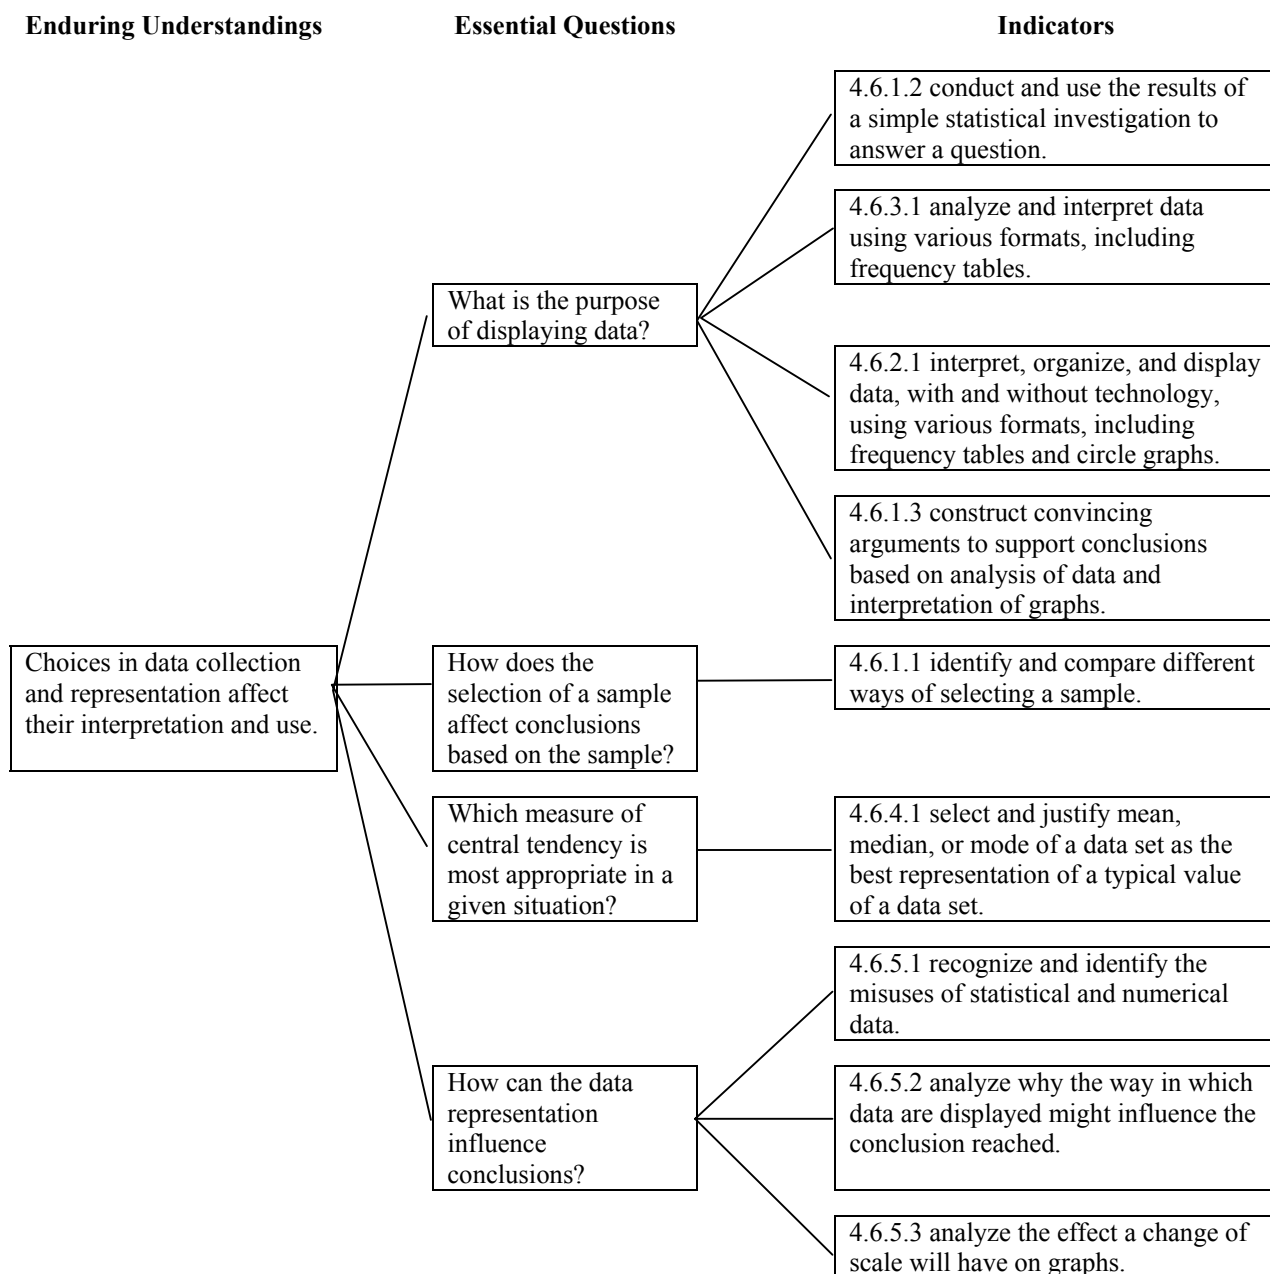 Enduring Understandings
Essential Questions
Indicators
4.6.1.2 conduct and use the results of
a simple statistical investigation to
answer a question.
4.6.3.1 analyze and interpret data
using various formats, including
frequency tables.
What is the purpose
of displaying data?
4.6.2.1 interpret, organize, and display
data, with and without technology,
using various formats, including
frequency tables and circle graphs.
4.6.1.3 construct convincing
arguments to support conclusions
based on analysis of data and
interpretation of graphs.
Choices in data collection
and representation affect
their interpretation and use.
How does the
selection of a sample
affect conclusions
based on the sample?
4.6.1.1 identify and compare different
ways of selecting a sample.
Which measure of
central tendency is
most appropriate in a
given situation?
4.6.4.1 select and justify mean,
median, or mode of a data set as the
best representation of a typical value
of a data set.
4.6.5.1 recognize and identify the
misuses of statistical and numerical
data.
How can the data
representation
influence
conclusions?
4.6.5.2 analyze why the way in which
data are displayed might influence the
conclusion reached.
4.6.5.3 analyze the effect a change of
scale will have on graphs.